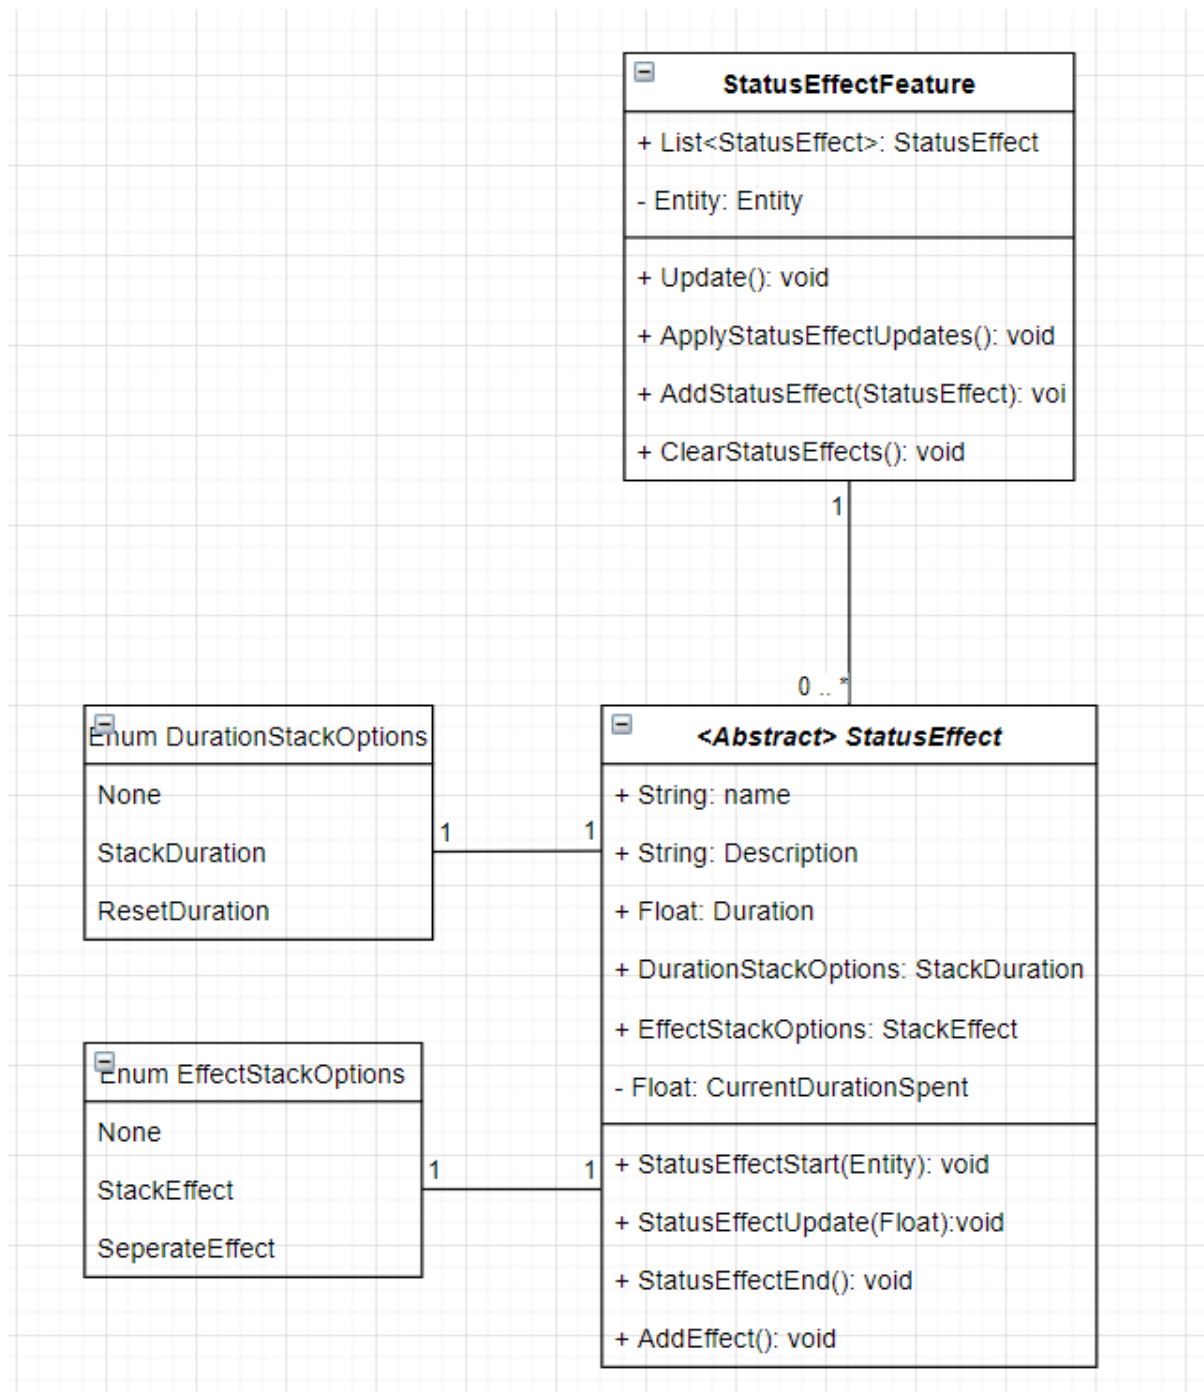 StatusEffectFeature
+ List<StatusEffect>: StatusEffect
- Entity: Entity
+ Update(): void
+ ApplyStatusEffectUpdates(): void
+ AddStatusEffect(StatusEffect): voi
+ ClearStatusEffects(): void
1
0 .. *
Enum DurationStackOptions
None
StackDuration
ResetDuration
1
1
<Abstract> StatusEffect
+ String: name
+ String: Description
+ Float: Duration
+ DurationStackOptions: StackDuration
+ EffectStackOptions: StackEffect
- Float: CurrentDurationSpent
+ StatusEffectStart(Entity): void
+ StatusEffectUpdate(Float):void
+ StatusEffectEnd(): void
+ AddEffect(): void
Enum EffectStackOptions
None
StackEffect
SeperateEffect
1
1